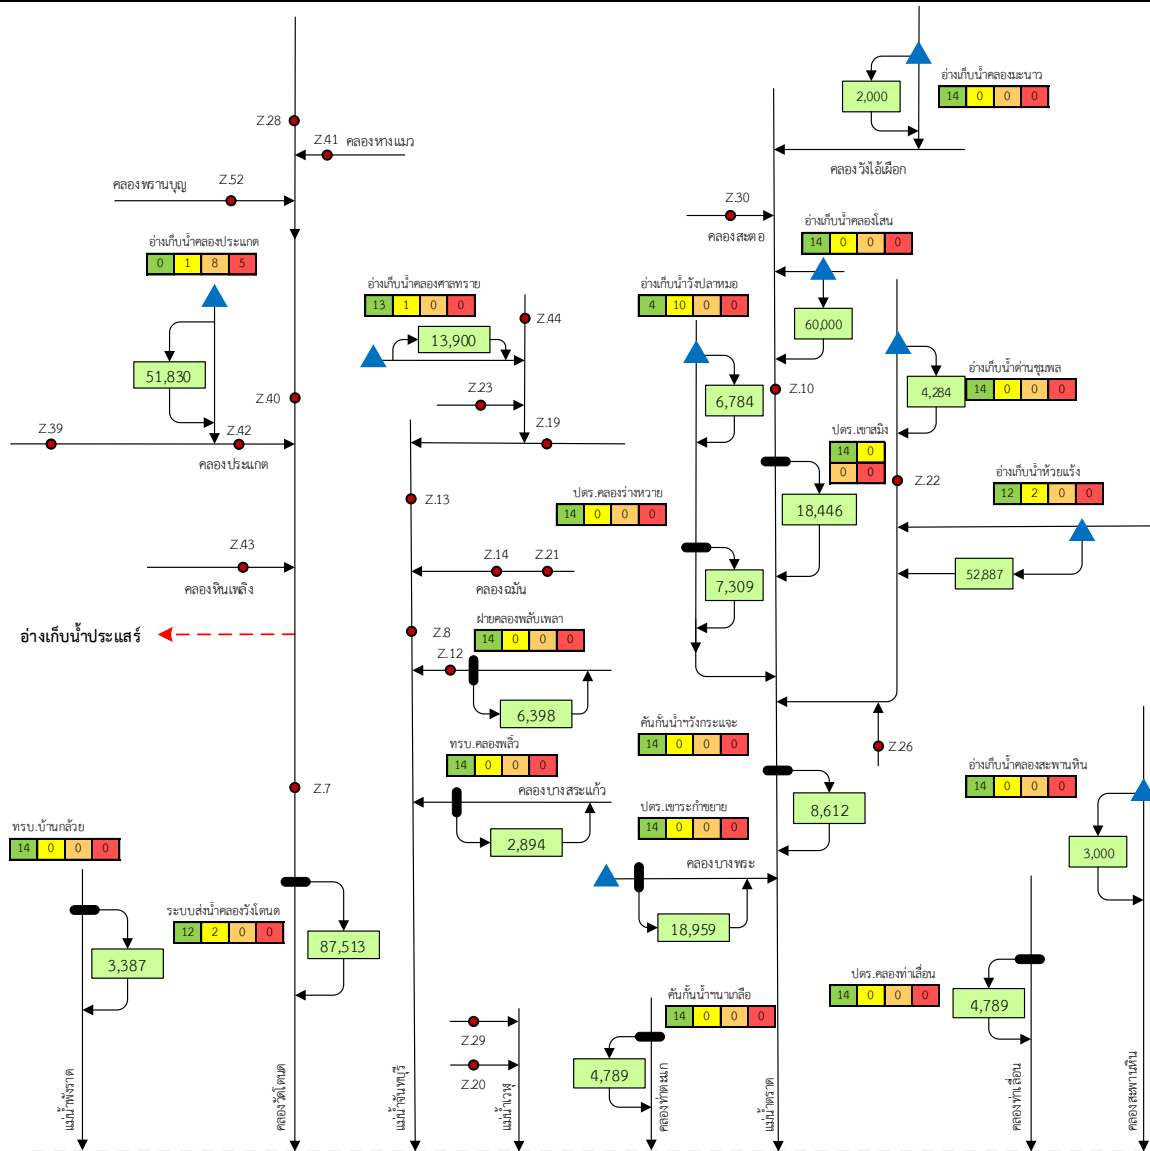 อ่างเก็บน้ำคลองมะนาว
2,000
14 0 0 0
Z.28
Z.41 คลองหางแมว
คลองวังไอ้เผือก
Z.52
คลองพรานบุญ
Z.30
คลองสะตอ
อ่างเก็บน้ำคลองโสน
14 0 0 0
อ่างเก็บน้ำคลองประแกด
0 1 8 5
อ่างเก็บน้ำคลองศาลทราย
13 1 0 0
อ่างเก็บน้ำวังปลาหมอ
4 10 0 0
Z.44
60,000
13,900
51,830
อ่างเก็บน้ำด่านชุมพล
4,284
14 0 0 0
Z.40
Z.23
6,784
Z.10
Z.39
Z.42
Z.19
คลองประแกต
ปตร.เขาสมิง
14 0
0 0
Z.22
อ่างเก็บน้ำห้วยแร้ง
12 2 0 0
Z.13
ปตร.คลองร่างหวาย
14 0 0 0
18,446
Z.43
Z.14
Z.21
คลองหินเพลิง
คลองฉมัน
7,309
52,887
อ่างเก็บน้ำประแสร์
Z.8
ฝายคลองพลับเพลา
14 0 0 0
Z.12
6,398
คันกั้นน้ำฯวังกระแจะ
14 0 0 0
Z.26
ทรบ.คลองพลิ้ว
14 0 0 0
อ่างเก็บน้ำคลองสะพานหิน
14 0 0 0
Z.7
คลองบางสระแก้ว
ปตร.เขาระกำขยาย
14 0 0 0
8,612
ทรบ.บ้านกล้วย
14 0 0 0
2,894
3,000
คลองบางพระ
ระบบส่งน้ำคลองวังโตนด
12 2 0 0
18,959
3,387
87,513
ปตร.คลองท่าเลื่อน
14 0 0 0
4,789
คันกั้นน้ำฯนาเกลือ
14 0 0 0
Z.29
Z.20
4,789
แม่น้ำพังราด
คลองวัดโตนด
แม่น้ำจันทบุรี
แม่น้ำเวฬุ
คลองท่าตะแก
แม่น้ำตราด
คลองท่าเลื่อน
คลองสะพานหิน